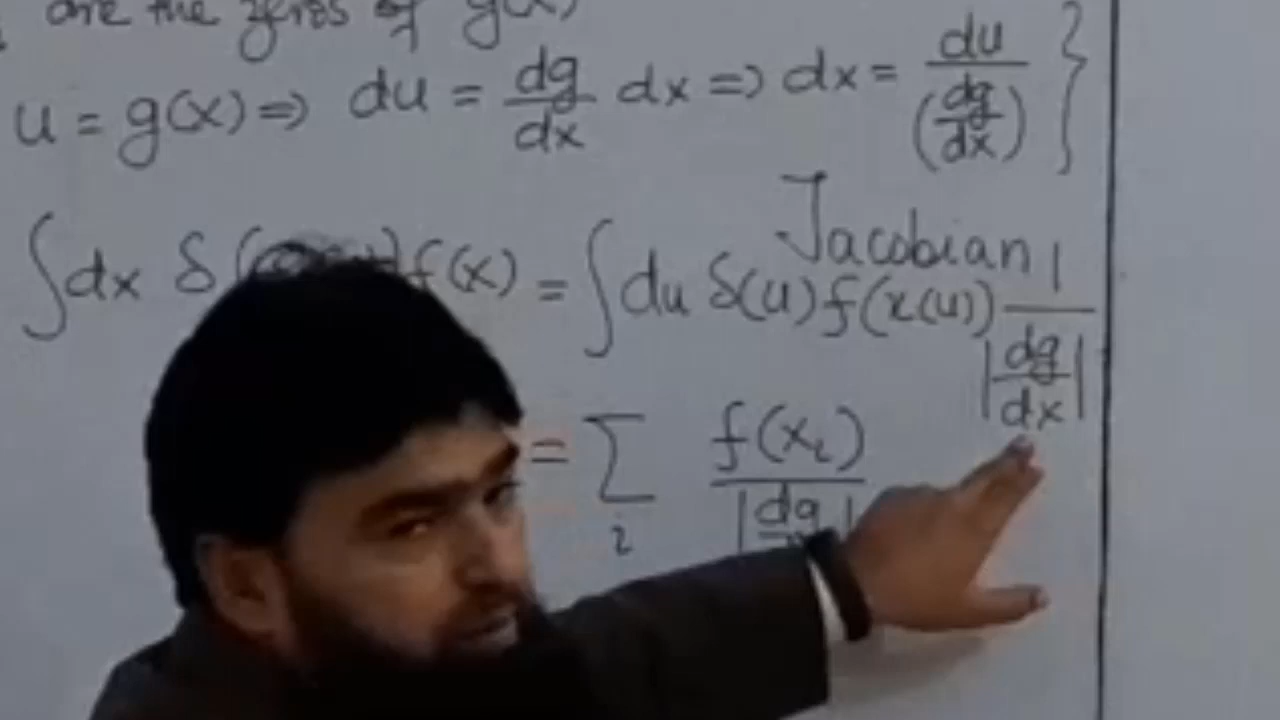 are the zeros of g(x)
u = g(x) ⇒ du = dg/dx dx ⇒ dx = du/(dg/dx) }
Jacobian
∫dx δ( )f(x) = ∫du δ(u) f(x(u)) 1/|dg/dx|
= Σ_i f(x_i)/|dg